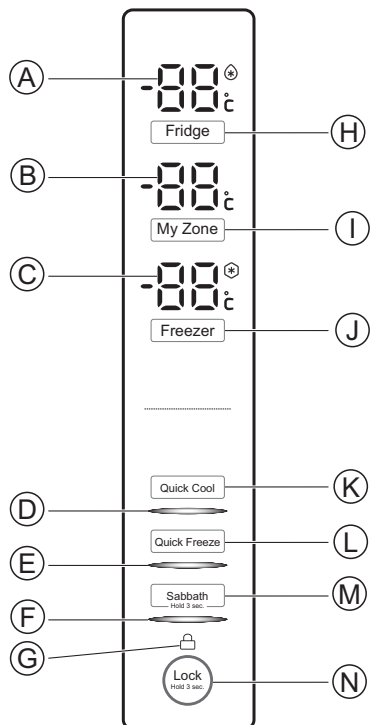 A
-88
°c
Fridge
H
B
-88
°c
My Zone
I
C
-88
°c
Freezer
J
Quick Cool
K
D
Quick Freeze
L
E
Sabbath
Hold 3 sec.
M
F
G
Lock
Hold 3 sec.
N